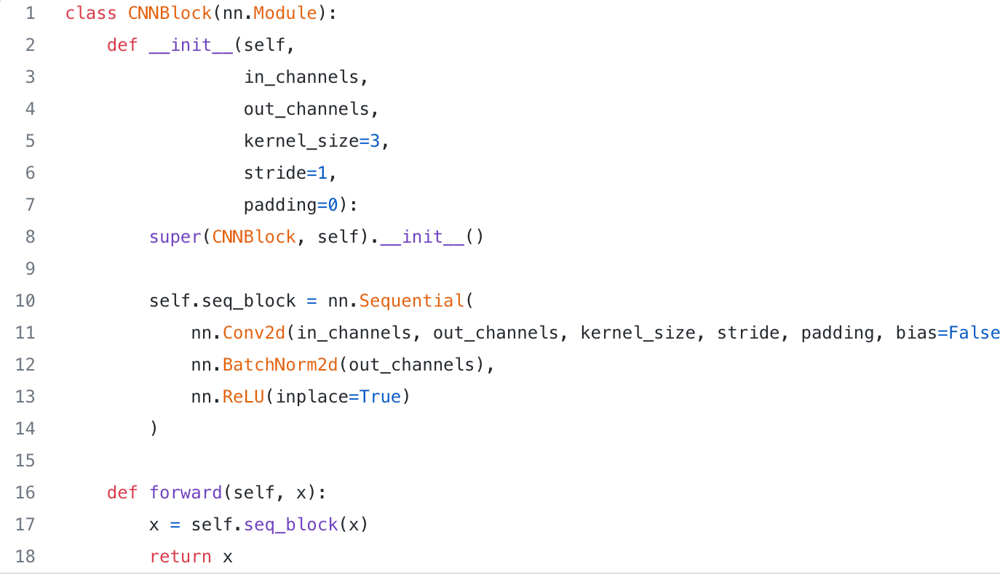 1 class CNNBlock(nn.Module):
2     def __init__(self,
3                  in_channels,
4                  out_channels,
5                  kernel_size=3,
6                  stride=1,
7                  padding=0):
8         super(CNNBlock, self).__init__()
9
10         self.seq_block = nn.Sequential(
11             nn.Conv2d(in_channels, out_channels, kernel_size, stride, padding, bias=False
12             nn.BatchNorm2d(out_channels),
13             nn.ReLU(inplace=True)
14         )
15
16     def forward(self, x):
17         x = self.seq_block(x)
18         return x